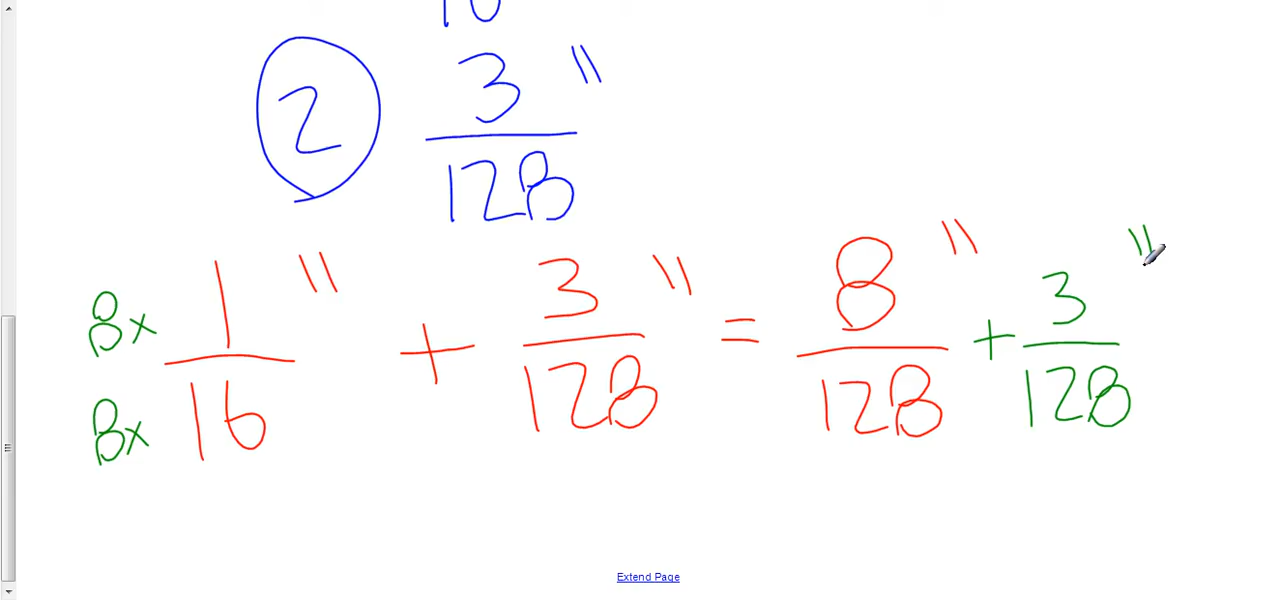 2 3/128"
8x 1/16" + 3/128" = 8/128" + 3/128"
8x
Extend Page